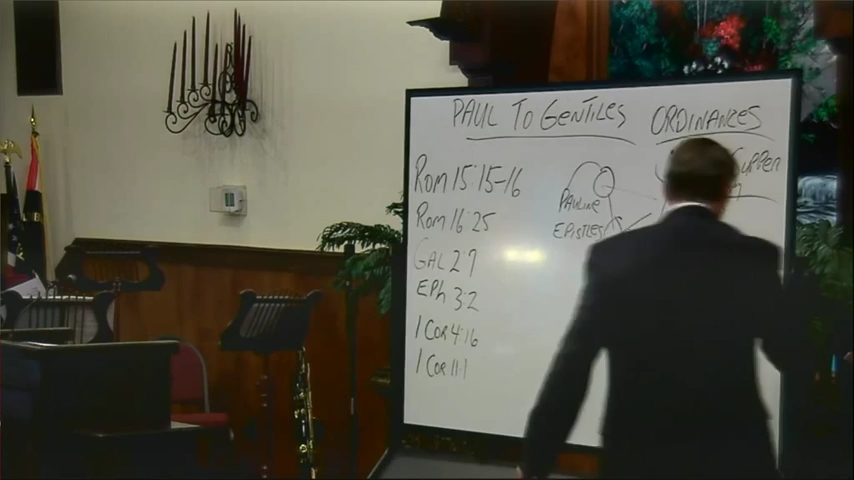 PAUL TO GENTILES
ORDINANCES
ROM 15:15-16
ROM 16:25
GAL 2:7
EPH 3:2
1 COR 4:16
1 COR 11:1
PAULINE
EPISTLES
SUPPER